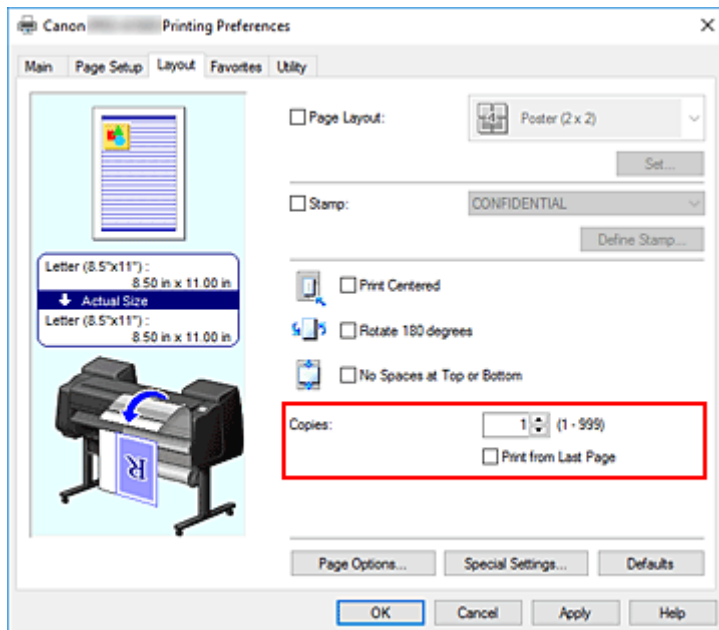 Canon Printing Preferences
Main Page Setup Layout Favorites Utility
Page Layout: Poster (2 x 2)
Set...
Stamp: CONFIDENTIAL
Define Stamp...
Letter (8.5"x11") :
8.50 in x 11.00 in
Actual Size
Letter (8.5"x11") :
8.50 in x 11.00 in
Print Centered
Rotate 180 degrees
No Spaces at Top or Bottom
Copies: 1 (1 - 999)
Print from Last Page
R
Page Options... Special Settings... Defaults
OK Cancel Apply Help